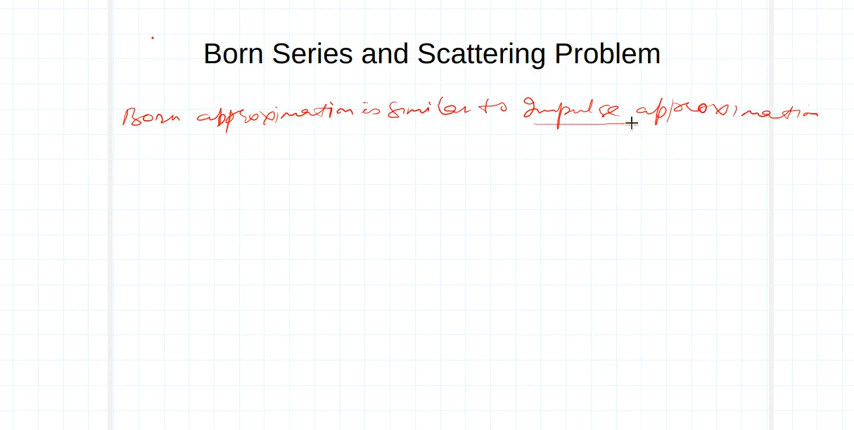 Born Series and Scattering Problem
Born approximation is similar to Impulse approximation